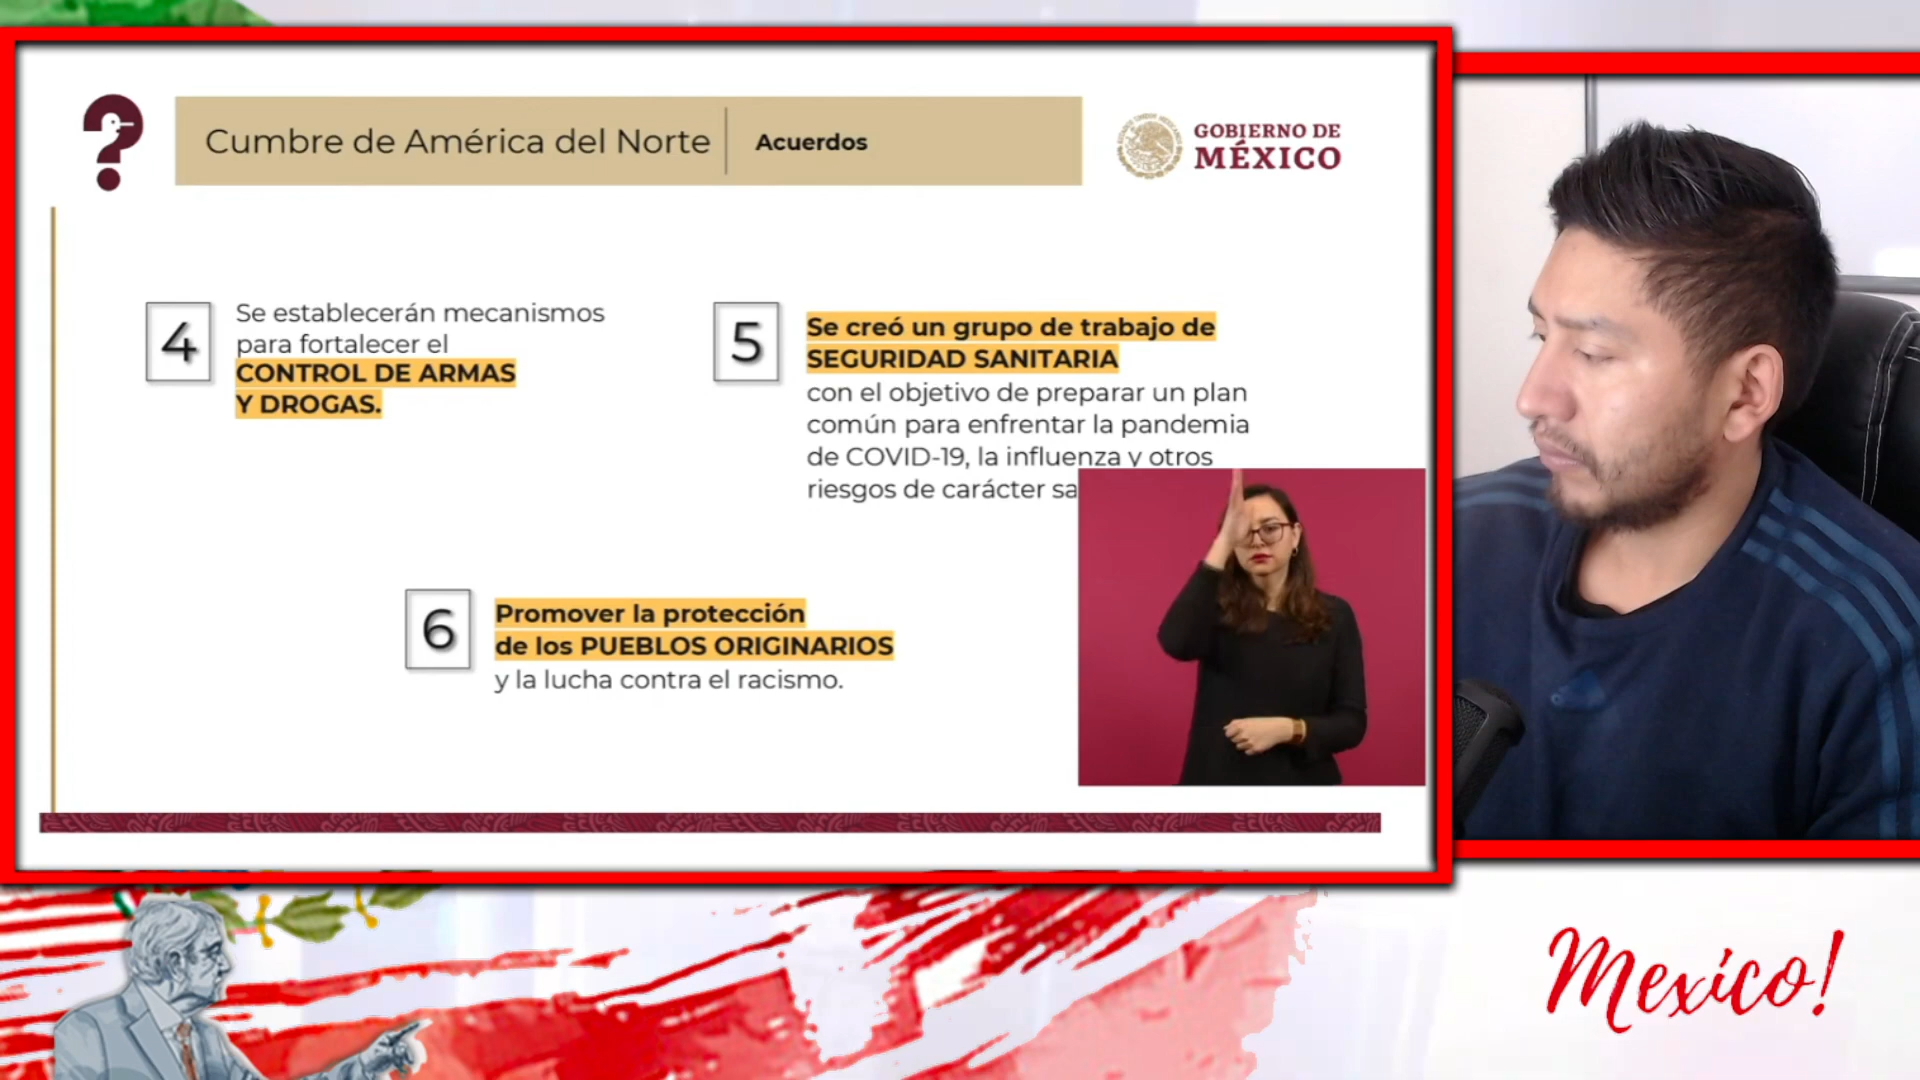 Cumbre de América del Norte
Acuerdos
GOBIERNO DE
MÉXICO
4
Se establecerán mecanismos
para fortalecer el
CONTROL DE ARMAS
Y DROGAS.
5
Se creó un grupo de trabajo de
SEGURIDAD SANITARIA
con el objetivo de preparar un plan
común para enfrentar la pandemia
de COVID-19, la influenza y otros
riesgos de carácter
6
Promover la protección
de los PUEBLOS ORIGINARIOS
y la lucha contra el racismo.
Mexico!